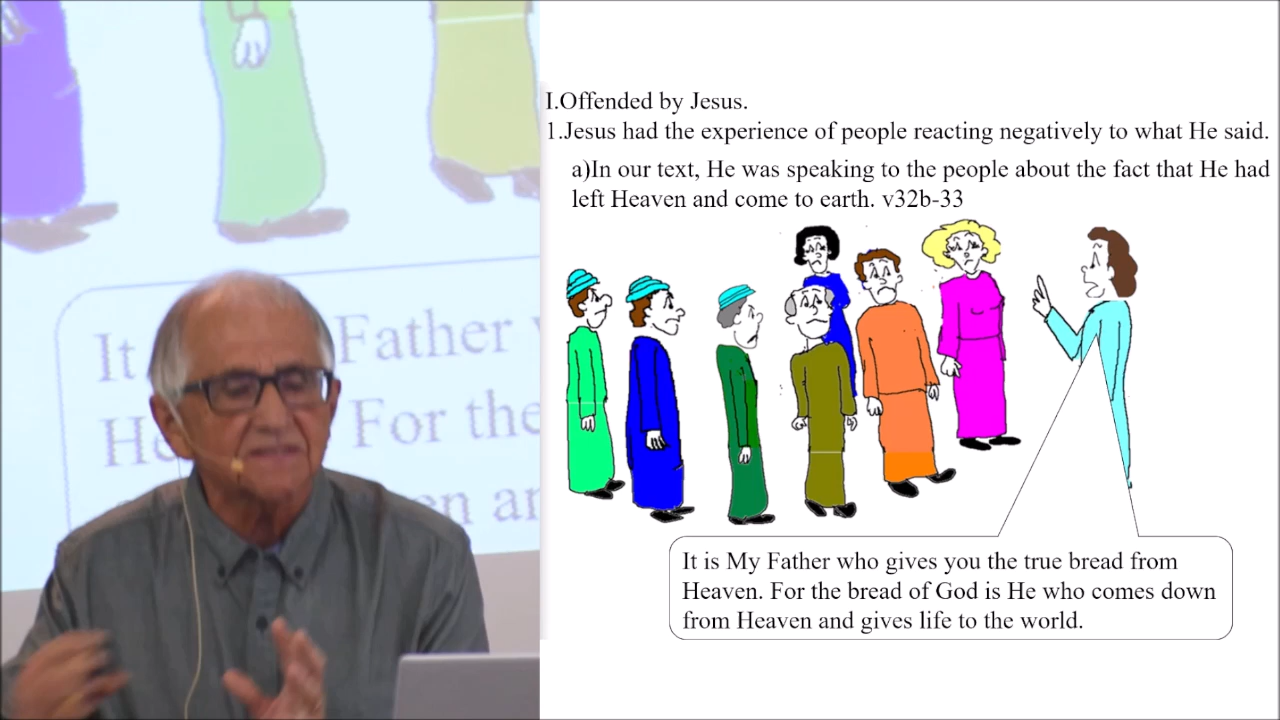 I.Offended by Jesus.
1.Jesus had the experience of people reacting negatively to what He said.
a)In our text, He was speaking to the people about the fact that He had
left Heaven and come to earth. v32b-33
It is My Father who gives you the true bread from
Heaven. For the bread of God is He who comes down
from Heaven and gives life to the world.
It Father
He For the
en an